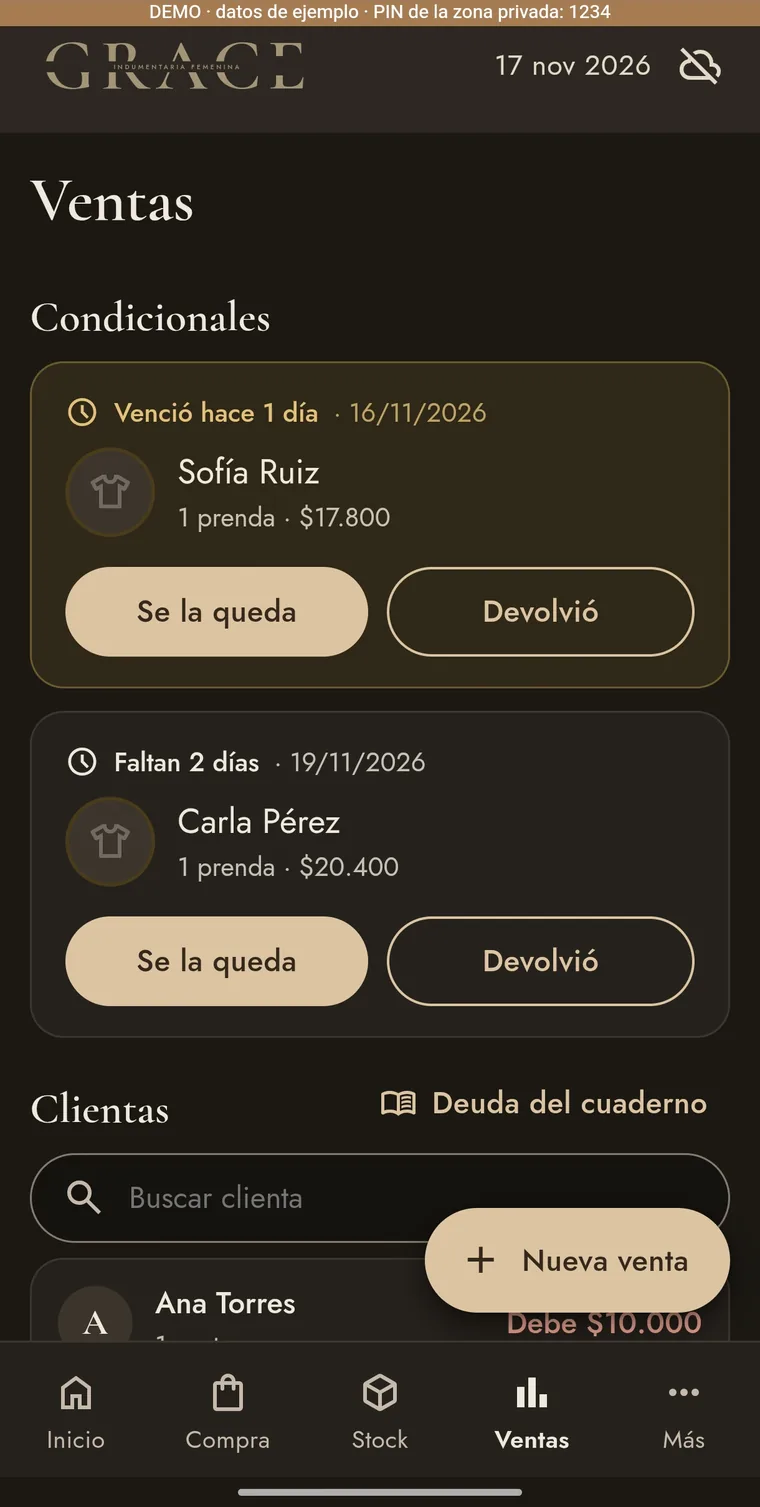 DEMO · datos de ejemplo · PIN de la zona privada: 1234
GRACE
INDUMENTARIA FEMENINA
17 nov 2026
Ventas
Condicionales
Venció hace 1 día · 16/11/2026
Sofía Ruiz
1 prenda · $17.800
Se la queda
Devolvió
Faltan 2 días · 19/11/2026
Carla Pérez
1 prenda · $20.400
Se la queda
Devolvió
Clientas
Deuda del cuaderno
Buscar clienta
Nueva venta
A
Ana Torres
Debe $10.000
Inicio
Compra
Stock
Ventas
Más